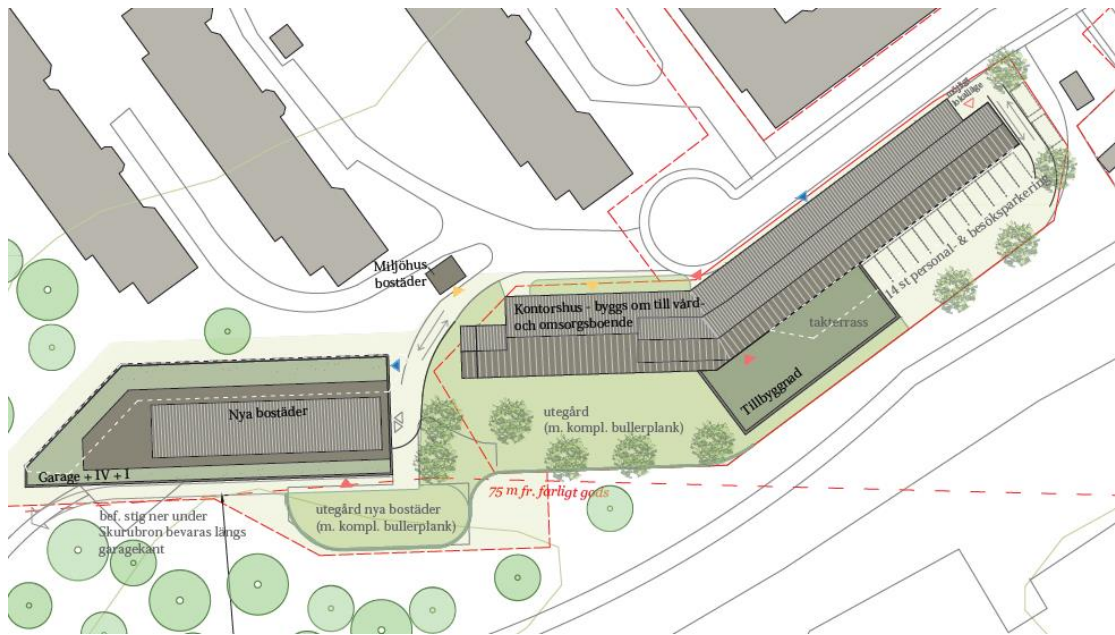 möjligt
b.kalläge
Miljöhus,
bostäder
Kontorshus - byggs om till vård-
och omsorgsboende
14 st personal- & besöksparkering
takterrass
Tillbyggnad
Nya bostäder
utegård
(m. kompl. bullerplank)
Garage + IV + I
75 m fr. farligt gods
bef. stig ner under
Skurubron bevaras längs
garagekant
utegård nya bostäder
(m. kompl. bullerplank)